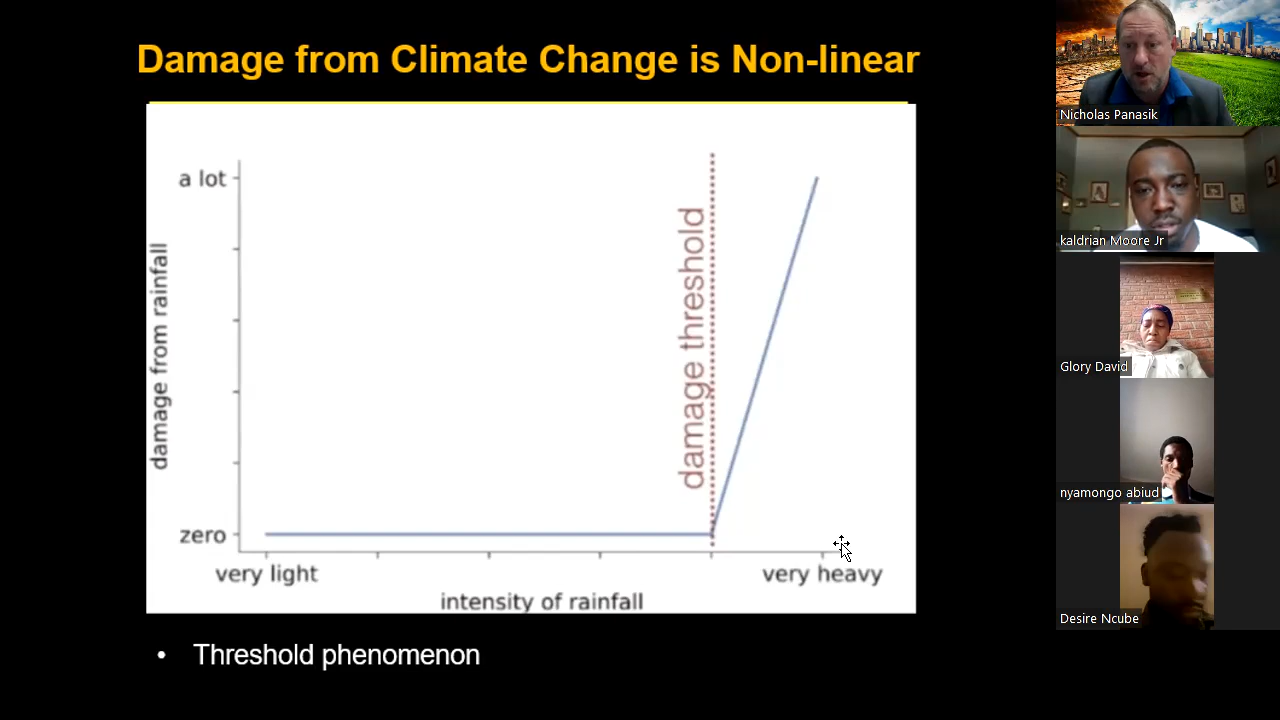 Damage from Climate Change is Non-linear
a lot
damage from rainfall
damage threshold
zero
very light
very heavy
intensity of rainfall
• Threshold phenomenon
Nicholas Panasik
kaldrian Moore Jr
Glory David
nyamongo abiud
Desire Ncube